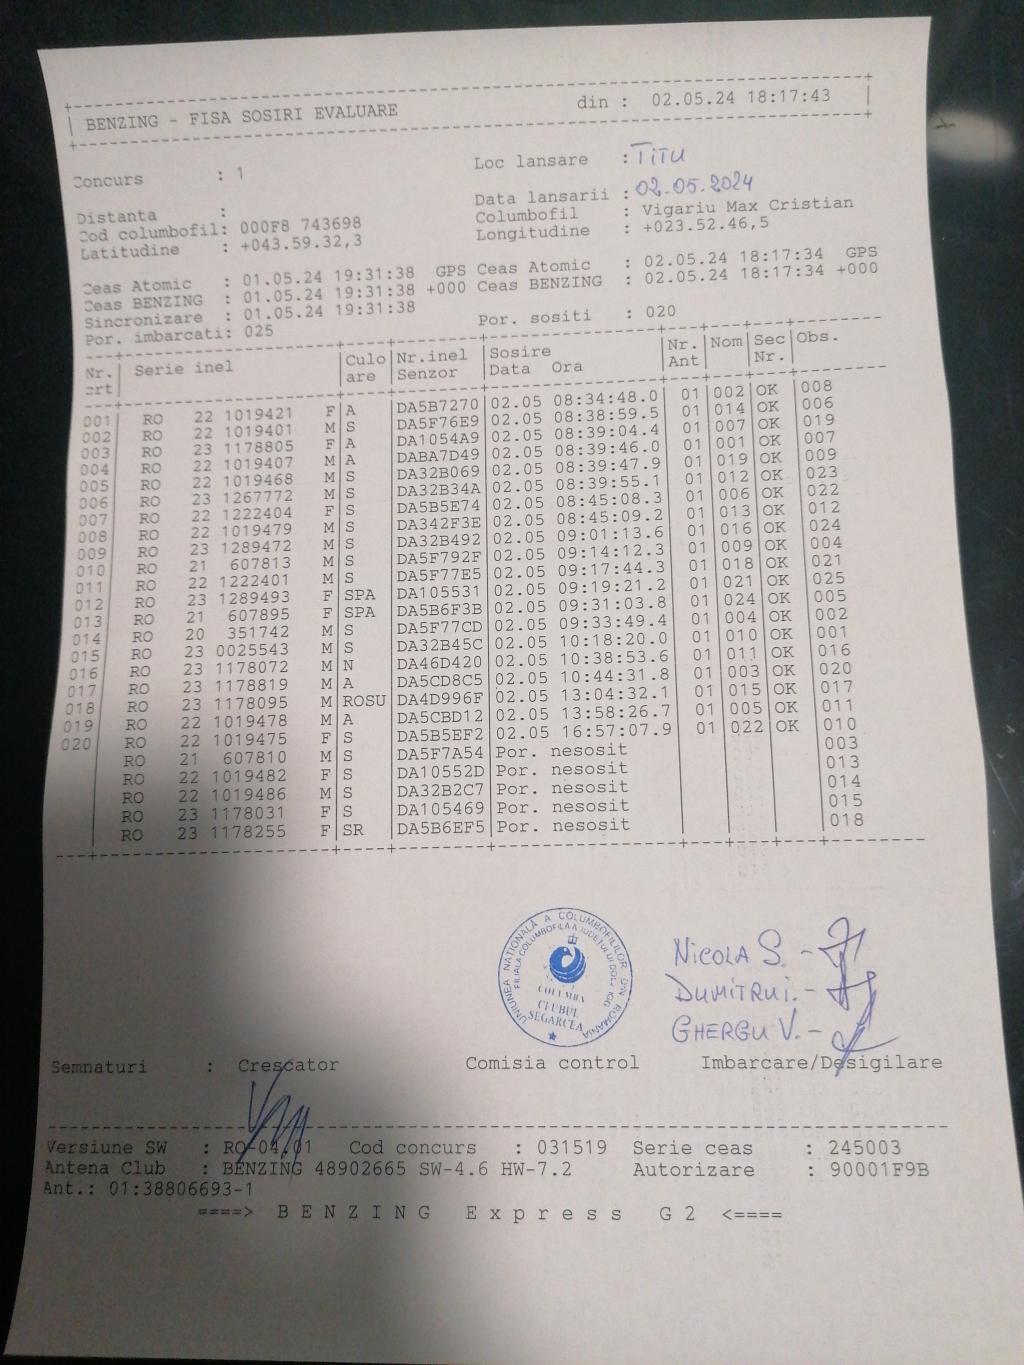 BENZING - FISA SOSIRI EVALUARE din : 02.05.24 18:17:43
Concurs : 1 Loc lansare : TITU
Distanta : Data lansarii : 02.05.2024
Cod columbofil: 000F8 743698 Columbofil : Vigariu Max Cristian
Latitudine : +043.59.32,3 Longitudine : +023.52.46,5
Ceas Atomic : 01.05.24 19:31:38 GPS Ceas Atomic : 02.05.24 18:17:34 GPS
Ceas BENZING : 01.05.24 19:31:38 +000 Ceas BENZING : 02.05.24 18:17:34 +000
Sincronizare : 01.05.24 19:31:38
Por. imbarcati: 025 Por. sositi : 020
Nr. Serie inel Culo Nr.inel Sosire Nr. Nom Sec Obs.
crt are Senzor Data Ora Ant Nr.
001 RO 22 1019421 F A DA5B7270 02.05 08:34:48.0 01 002 OK 008
002 RO 22 1019401 M S DA5F76E9 02.05 08:38:59.5 01 014 OK 006
003 RO 23 1178805 F A DA1054A9 02.05 08:39:04.4 01 007 OK 019
004 RO 22 1019407 M A DABA7D49 02.05 08:39:46.0 01 001 OK 007
005 RO 22 1019468 M S DA32B069 02.05 08:39:47.9 01 019 OK 009
006 RO 23 1267772 M S DA32B34A 02.05 08:39:55.1 01 012 OK 023
007 RO 22 1222404 F S DA5B5E74 02.05 08:45:08.3 01 006 OK 022
008 RO 22 1019479 M S DA342F3E 02.05 08:45:09.2 01 013 OK 012
009 RO 23 1289472 M S DA32B492 02.05 09:01:13.6 01 016 OK 024
010 RO 21 607813 M S DA5F792F 02.05 09:14:12.3 01 009 OK 004
011 RO 22 1222401 M S DA5F77E5 02.05 09:17:44.3 01 018 OK 021
012 RO 23 1289493 F SPA DA105531 02.05 09:19:21.2 01 021 OK 025
013 RO 21 607895 F SPA DA5B6F3B 02.05 09:31:03.8 01 024 OK 005
014 RO 20 351742 M S DA5F77CD 02.05 09:33:49.4 01 004 OK 002
015 RO 23 0025543 M S DA32B45C 02.05 10:18:20.0 01 010 OK 001
016 RO 23 1178072 M N DA46D420 02.05 10:38:53.6 01 011 OK 016
017 RO 23 1178819 M A DA5CD8C5 02.05 10:44:31.8 01 003 OK 020
018 RO 23 1178095 M ROSU DA4D996F 02.05 13:04:32.1 01 015 OK 017
019 RO 22 1019478 M A DA5CBD12 02.05 13:58:26.7 01 005 OK 011
020 RO 22 1019475 F S DA5B5EF2 02.05 16:57:07.9 01 022 OK 010
RO 21 607810 M S DA5F7A54 Por. nesosit 003
RO 22 1019482 F S DA10552D Por. nesosit 013
RO 22 1019486 M S DA32B2C7 Por. nesosit 014
RO 23 1178031 F S DA105469 Por. nesosit 015
RO 23 1178255 F SR DA5B6EF5 Por. nesosit 018
UNIUNEA NATIONALĂ A COLUMBOFILILOR DIN ROMANIA
FILIALA COLUMBOFILA A JUDETULUI DOLJ
COLUMBA
CLUBUL
SEGARCEA
NICOLA S. -
DUMITRU I. -
GHERGU V. -
Semnaturi : Crescator Comisia control Imbarcare/Desigilare
Versiune SW : RO-04.01 Cod concurs : 031519 Serie ceas : 245003
Antena Club : BENZING 48902665 SW-4.6 HW-7.2 Autorizare : 90001F9B
Ant.: 01:38806693-1
====> B E N Z I N G E x p r e s s G 2 <====